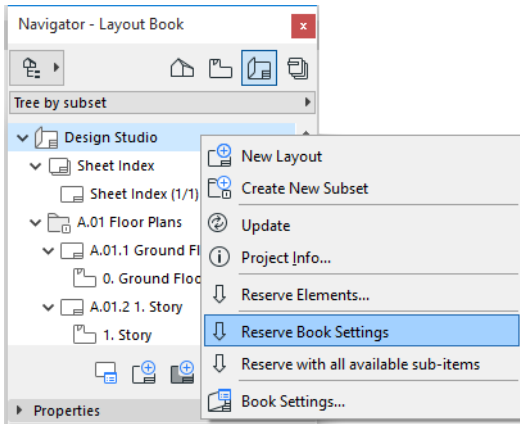 Navigator - Layout Book
x
Tree by subset
Design Studio
Sheet Index
Sheet Index (1/1)
A.01 Floor Plans
A.01.1 Ground Fl
0. Ground Floo
A.01.2 1. Story
1. Story
Properties
New Layout
Create New Subset
Update
Project Info...
Reserve Elements...
Reserve Book Settings
Reserve with all available sub-items
Book Settings...